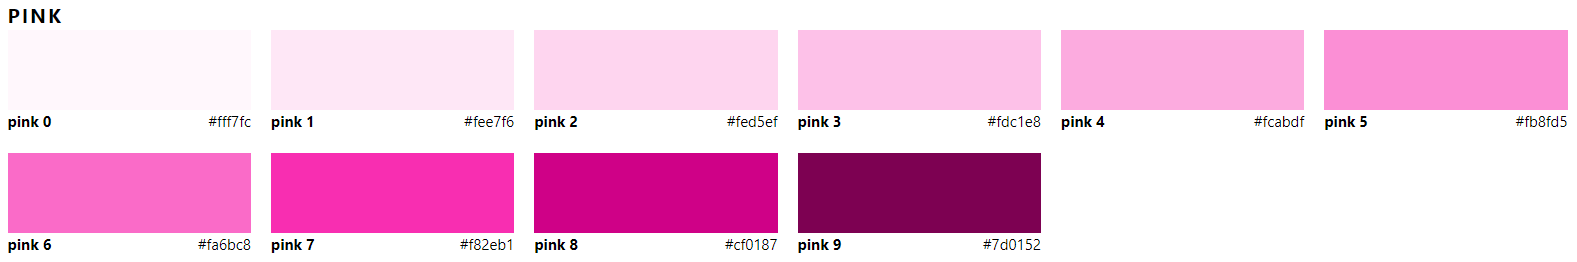 PINK
pink 0 #fff7fc pink 1 #fee7f6 pink 2 #fed5ef pink 3 #fdc1e8 pink 4 #fcabdf pink 5 #fb8fd5
pink 6 #fa6bc8 pink 7 #f82eb1 pink 8 #cf0187 pink 9 #7d0152